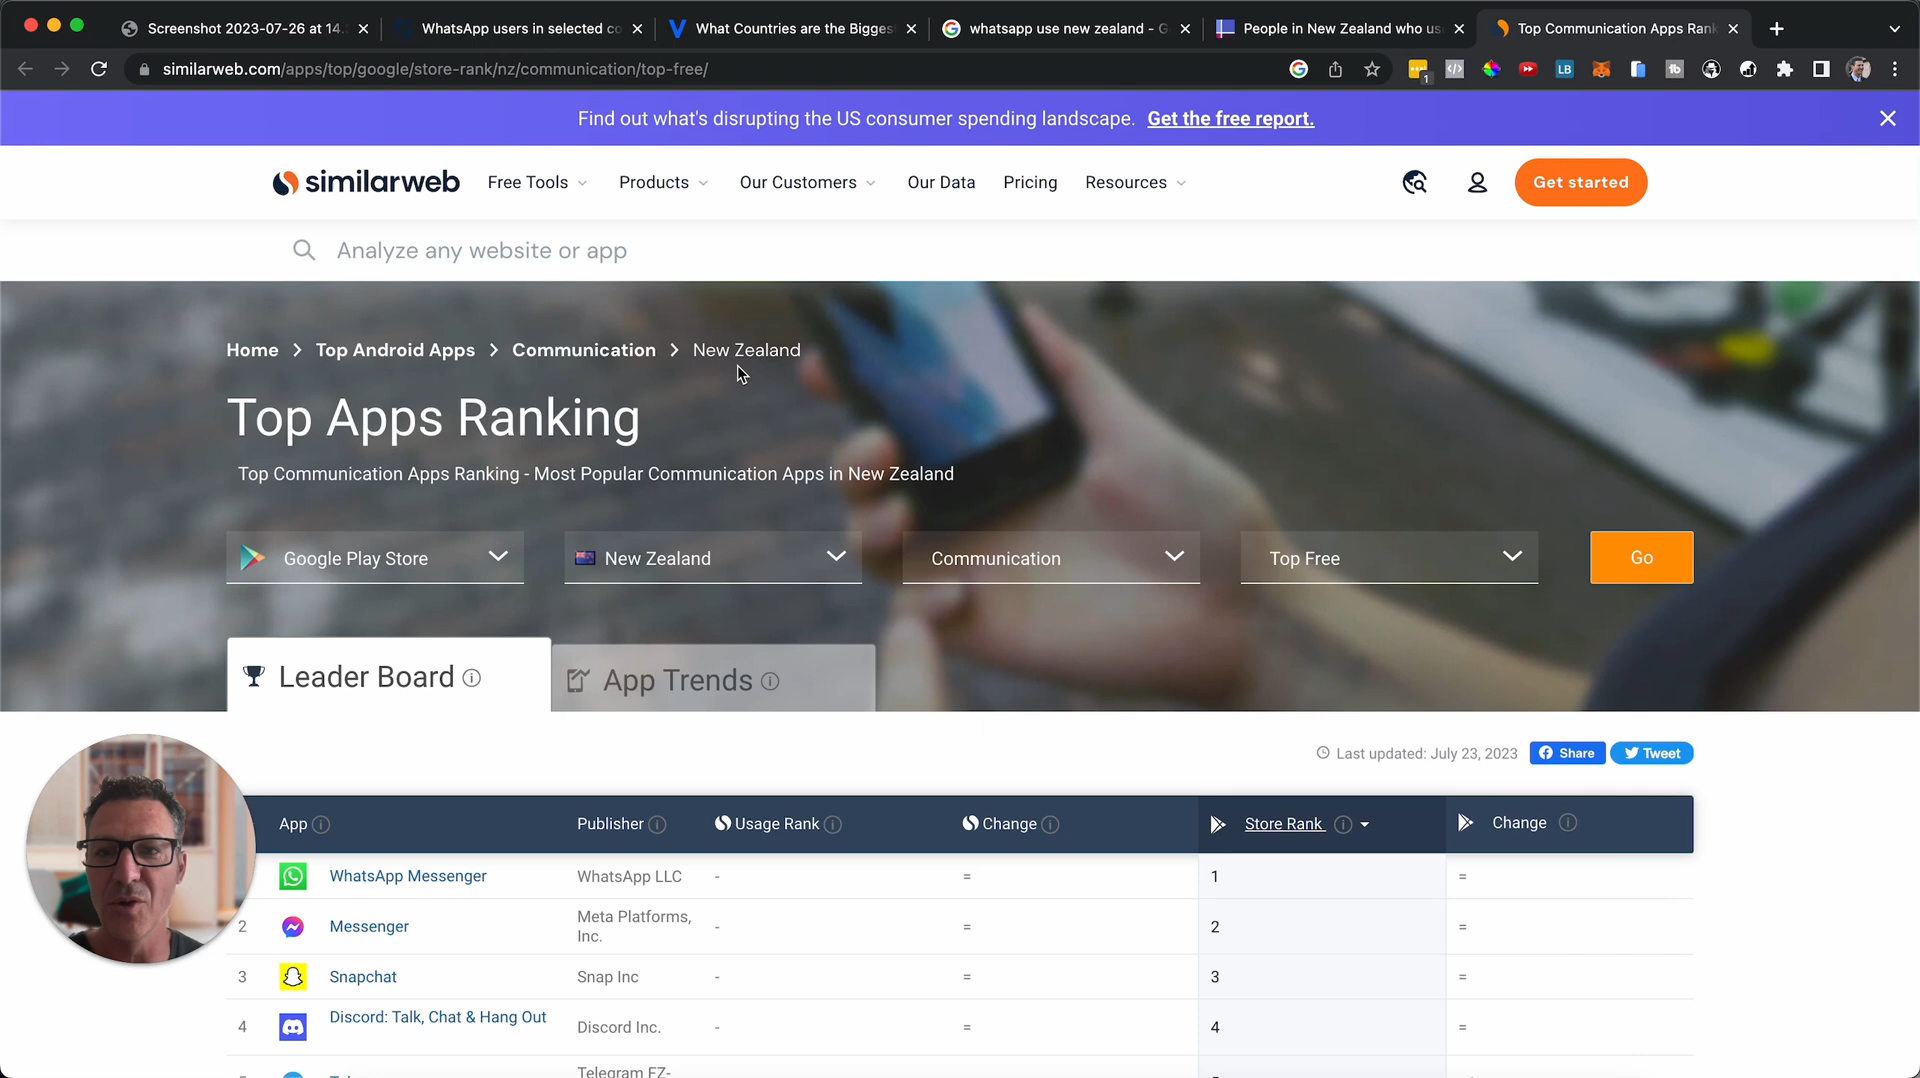 Screenshot 2023-07-26 at 14.
WhatsApp users in selected co
What Countries are the Biggest
whatsapp use new zealand - G
People in New Zealand who us
Top Communication Apps Rank
similarweb.com/apps/top/google/store-rank/nz/communication/top-free/
1
LB
Find out what's disrupting the US consumer spending landscape. Get the free report.
similarweb
Free Tools
Products
Our Customers
Our Data
Pricing
Resources
Get started
Analyze any website or app
Home > Top Android Apps > Communication > New Zealand
Top Apps Ranking
Top Communication Apps Ranking - Most Popular Communication Apps in New Zealand
Google Play Store
New Zealand
Communication
Top Free
Go
Leader Board
App Trends
Last updated: July 23, 2023
Share
Tweet
App Publisher Usage Rank Change Store Rank Change
WhatsApp Messenger WhatsApp LLC - = 1 =
2 Messenger Meta Platforms, Inc. - = 2 =
3 Snapchat Snap Inc - = 3 =
4 Discord: Talk, Chat & Hang Out Discord Inc. - = 4 =
Telegram FZ-